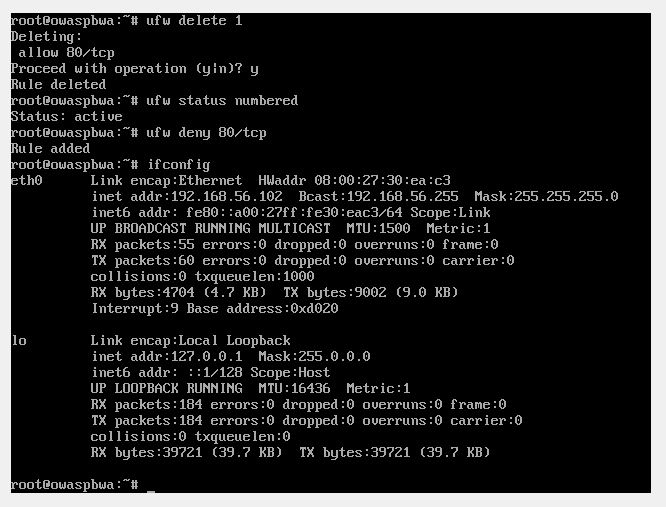 root@owaspbwa:~# ufw delete 1
Deleting:
 allow 80/tcp
Proceed with operation (y|n)? y
Rule deleted
root@owaspbwa:~# ufw status numbered
Status: active
root@owaspbwa:~# ufw deny 80/tcp
Rule added
root@owaspbwa:~# ifconfig
eth0      Link encap:Ethernet  HWaddr 08:00:27:30:ea:c3
          inet addr:192.168.56.102  Bcast:192.168.56.255  Mask:255.255.255.0
          inet6 addr: fe80::a00:27ff:fe30:eac3/64 Scope:Link
          UP BROADCAST RUNNING MULTICAST  MTU:1500  Metric:1
          RX packets:55 errors:0 dropped:0 overruns:0 frame:0
          TX packets:60 errors:0 dropped:0 overruns:0 carrier:0
          collisions:0 txqueuelen:1000
          RX bytes:4704 (4.7 KB)  TX bytes:9002 (9.0 KB)
          Interrupt:9 Base address:0xd020
lo        Link encap:Local Loopback
          inet addr:127.0.0.1  Mask:255.0.0.0
          inet6 addr: ::1/128 Scope:Host
          UP LOOPBACK RUNNING  MTU:16436  Metric:1
          RX packets:184 errors:0 dropped:0 overruns:0 frame:0
          TX packets:184 errors:0 dropped:0 overruns:0 carrier:0
          collisions:0 txqueuelen:0
          RX bytes:39721 (39.7 KB)  TX bytes:39721 (39.7 KB)
root@owaspbwa:~# _